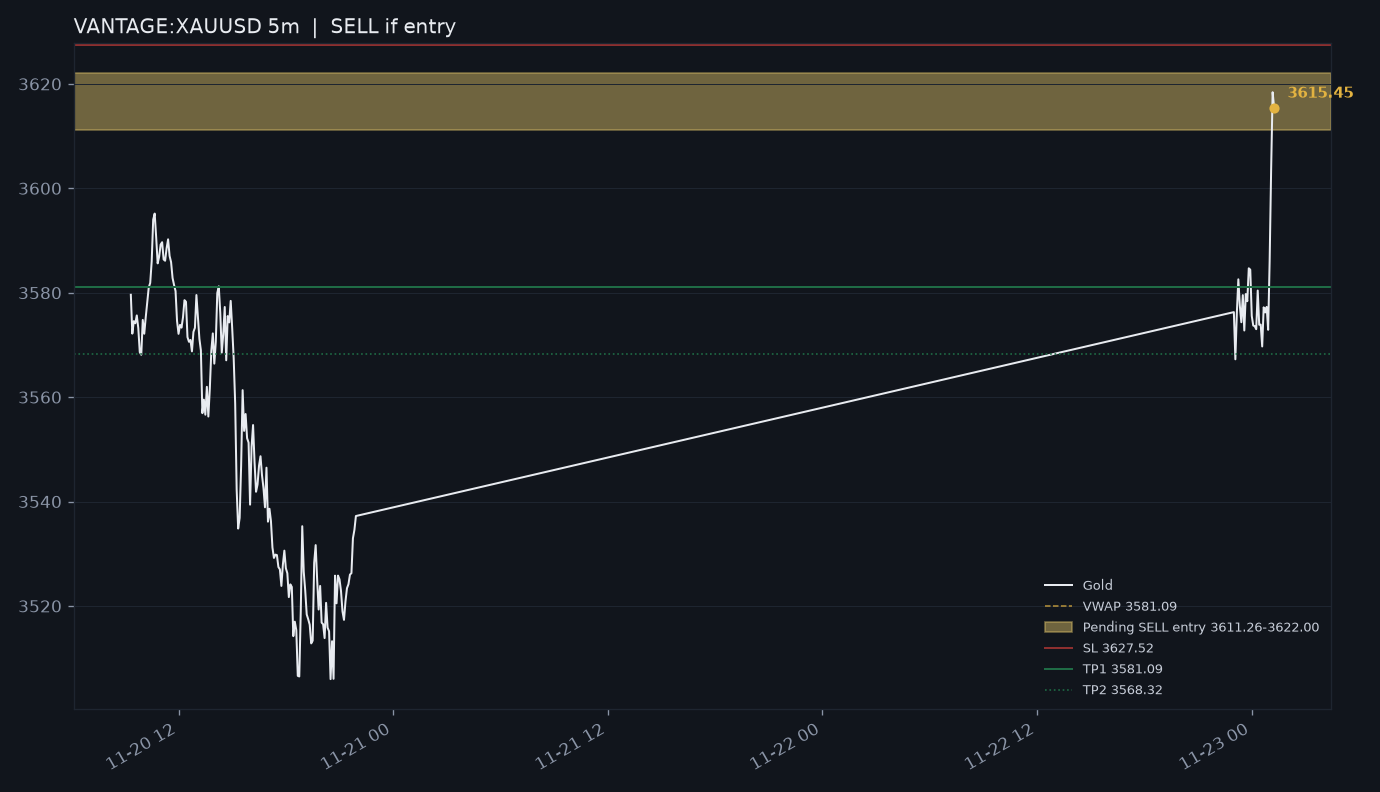 VANTAGE:XAUUSD 5m | SELL if entry
3620
3600
3580
3560
3540
3520
3615.45
Gold
VWAP 3581.09
Pending SELL entry 3611.26-3622.00
SL 3627.52
TP1 3581.09
TP2 3568.32
11-20 12
11-21 00
11-21 12
11-22 00
11-22 12
11-23 00